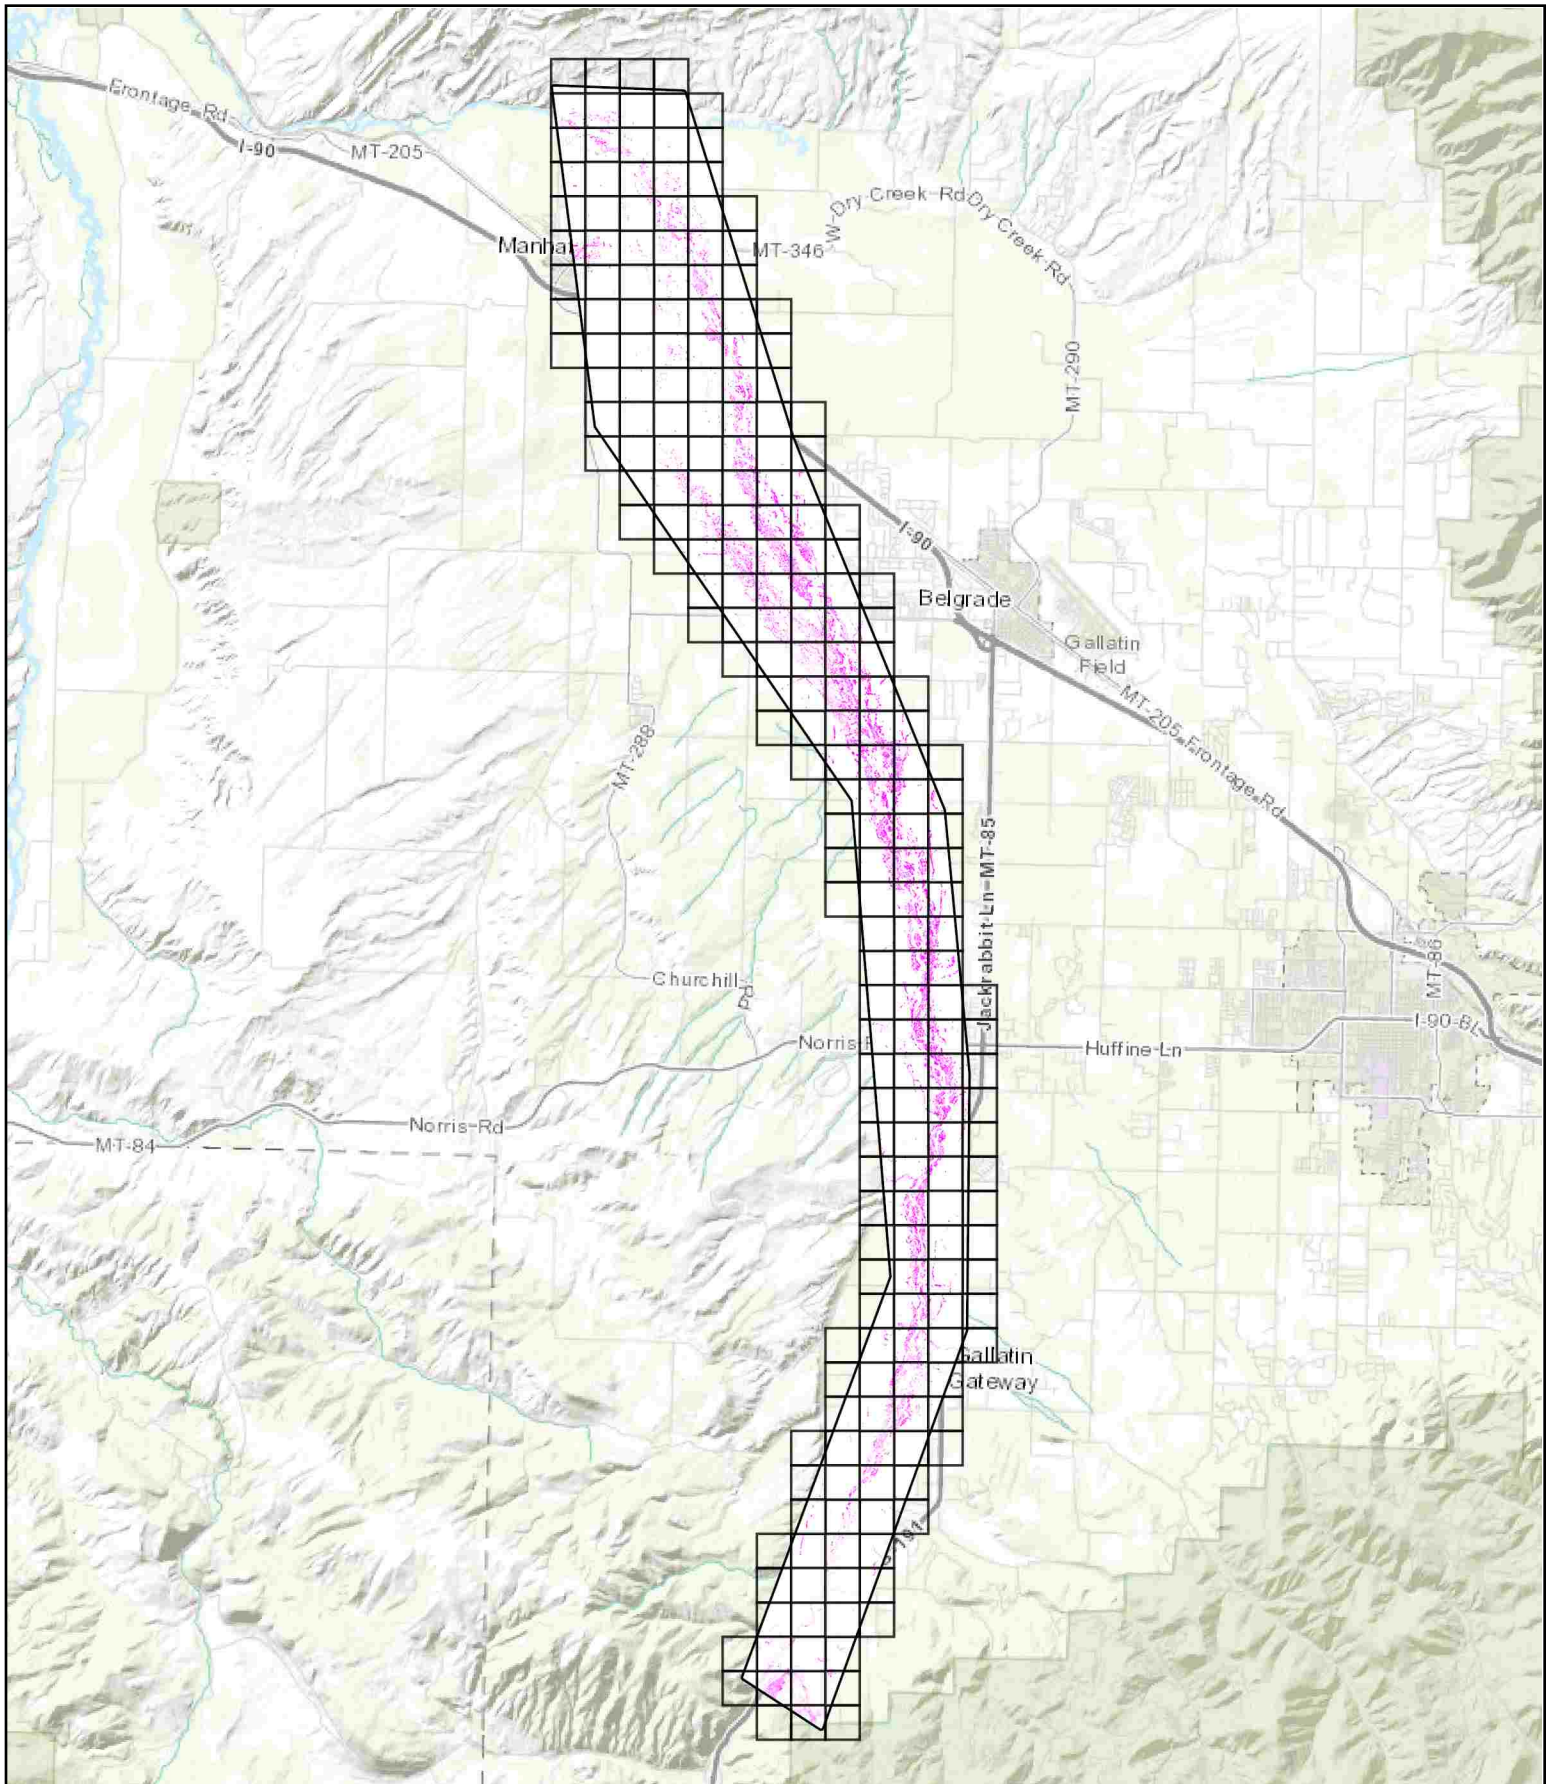 Frontage Rd
I-90
MT-205
Manhat
MT-346
W Dry Creek Rd
Dry Creek Rd
MT-290
I-90
Belgrade
Gallatin
Field
MT-205
Frontage Rd
MT-288
Jackrabbit Ln
MT-85
Churchill Rd
MT-86
I-90-BL
Norris
Huffine Ln
Norris Rd
MT-84
Gallatin
Gateway
191